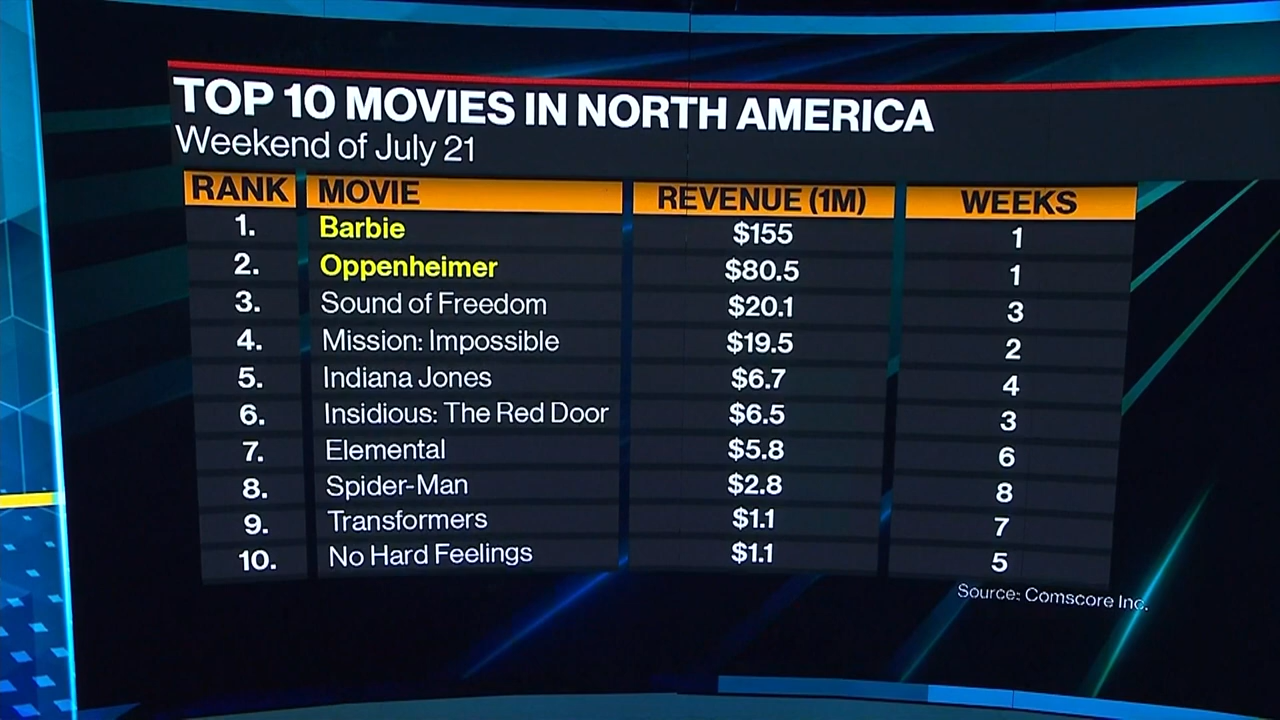 TOP 10 MOVIES IN NORTH AMERICA
Weekend of July 21
RANK MOVIE REVENUE (1M) WEEKS
1. Barbie $155 1
2. Oppenheimer $80.5 1
3. Sound of Freedom $20.1 3
4. Mission: Impossible $19.5 2
5. Indiana Jones $6.7 4
6. Insidious: The Red Door $6.5 3
7. Elemental $5.8 6
8. Spider-Man $2.8 8
9. Transformers $1.1 7
10. No Hard Feelings $1.1 5
Source: Comscore Inc.